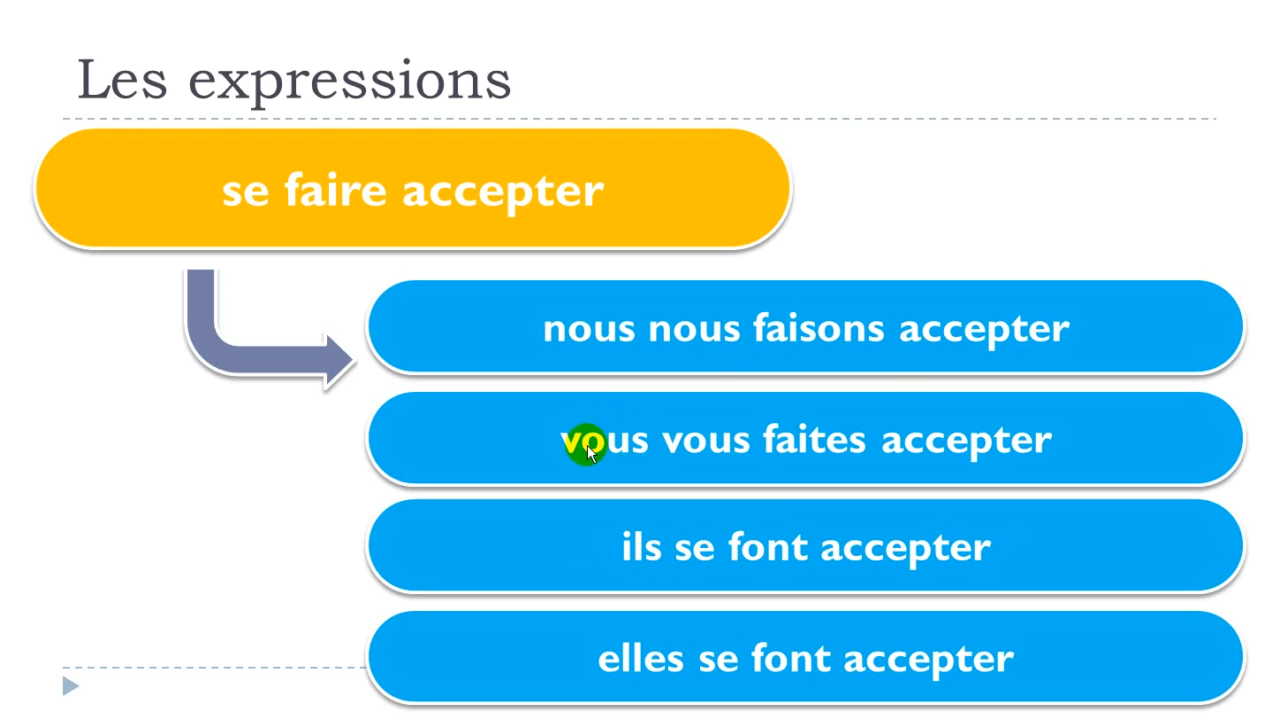 Les expressions
se faire accepter
nous nous faisons accepter
vous vous faites accepter
ils se font accepter
elles se font accepter